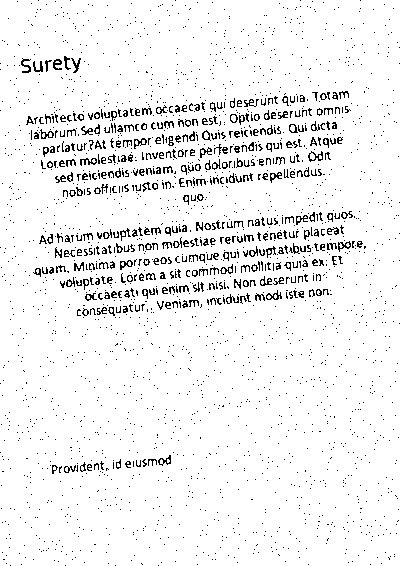 Surety
Architecto voluptatem occaecat qui deserunt quia. Totam
laborum.Sed ullamco cum non est,. Optio deserunt omnis
pariatur?At tempor eligendi Quis reiciendis. Qui dicta
Lorem molestiae. Inventore perferendis qui est. Atque
sed reiciendis veniam, quo doloribus enim ut. Odit
nobis officiis iusto in. Enim incidunt repellendus.
quo.
Ad harum voluptatem quia. Nostrum natus impedit quos.
Necessitatibus non molestiae rerum tenetur placeat
quam. Minima porro eos cumque qui voluptatibus tempore,
voluptate. Lorem a sit commodi mollitia quia ex. Et
occaecati qui enim sit nisi. Non deserunt in
consequatur,. Veniam, incidunt modi iste non.
Provident, id eiusmod